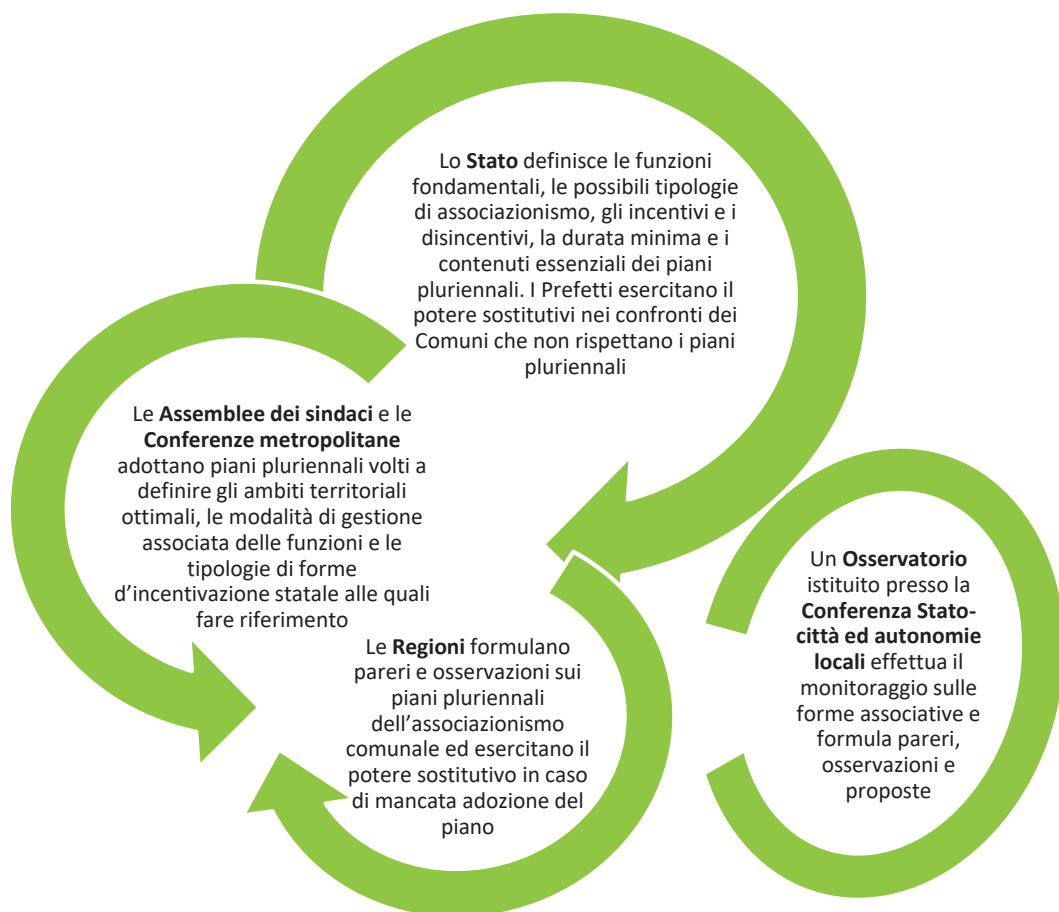 Lo Stato definisce le funzioni
fondamentali, le possibili tipologie
di associazionismo, gli incentivi e i
disincentivi, la durata minima e i
contenuti essenziali dei piani
pluriennali. I Prefetti esercitano il
potere sostitutivi nei confronti dei
Comuni che non rispettano i piani
pluriennali
Le Assemblee dei sindaci e le
Conferenze metropolitane
adottano piani pluriennali volti a
definire gli ambiti territoriali
ottimali, le modalità di gestione
associata delle funzioni e le
tipologie di forme
d’incentivazione statale alle quali
fare riferimento
Le Regioni formulano
pareri e osservazioni sui
piani pluriennali
dell’associazionismo
comunale ed esercitano il
potere sostitutivo in caso
di mancata adozione del
piano
Un Osservatorio
istituito presso la
Conferenza Stato-
città ed autonomie
locali effettua il
monitoraggio sulle
forme associative e
formula pareri,
osservazioni e
proposte